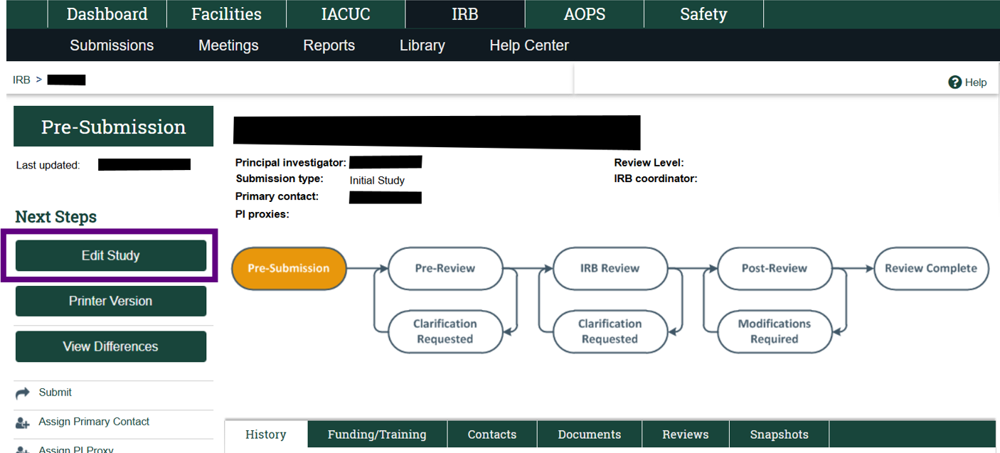 Dashboard Facilities IACUC IRB AOPS Safety
Submissions Meetings Reports Library Help Center
IRB >
? Help
Pre-Submission
Last updated:
Principal investigator:
Submission type: Initial Study
Primary contact:
PI proxies:
Review Level:
IRB coordinator:
Next Steps
Edit Study
Printer Version
View Differences
Submit
Assign Primary Contact
Assign PI Proxy
Pre-Submission
Pre-Review
IRB Review
Post-Review
Review Complete
Clarification
Requested
Clarification
Requested
Modifications
Required
History Funding/Training Contacts Documents Reviews Snapshots